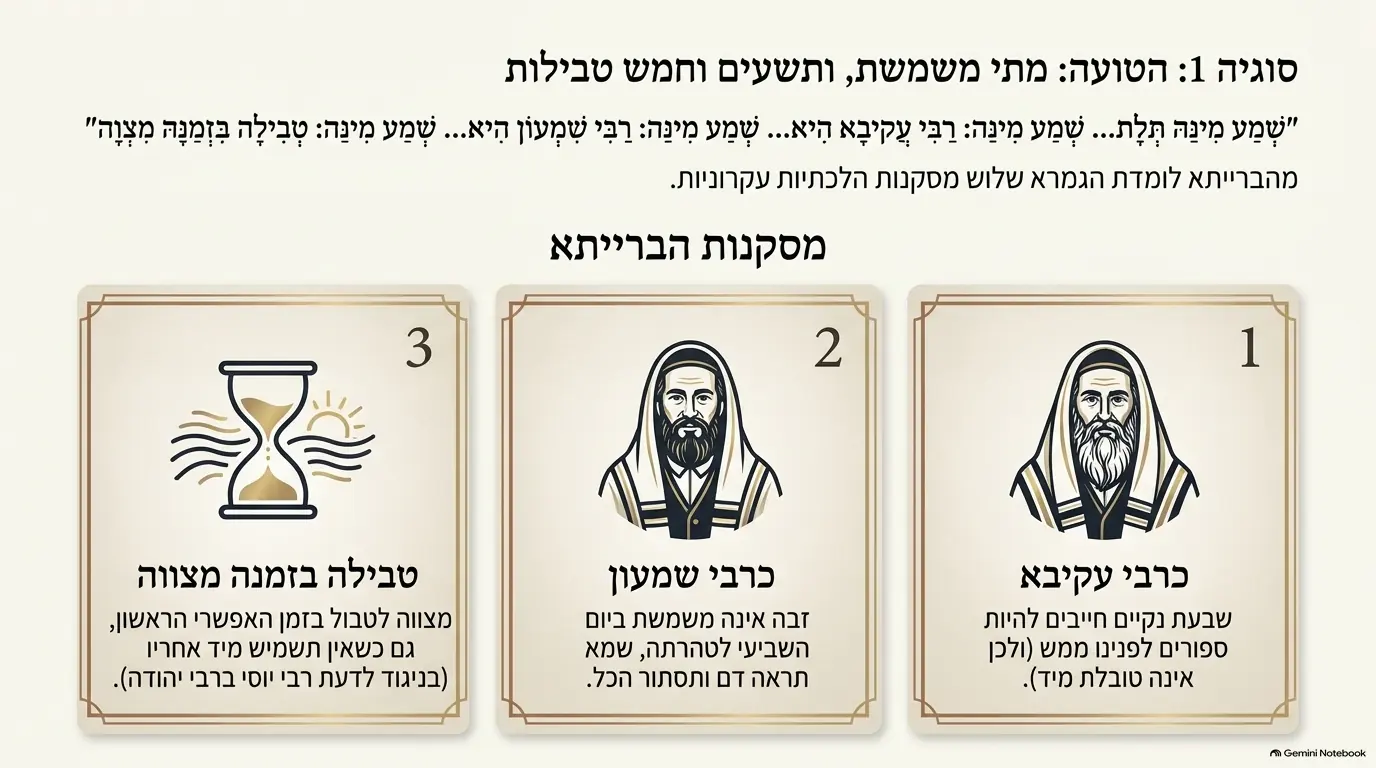 סוגיה 1: הטועה: מתי משמשת, ותשעים וחמש טבילות
"שְׁמַע מִינַּהּ תְּלָת... שְׁמַע מִינַּהּ: רַבִּי עֲקִיבָא הִיא... שְׁמַע מִינַּהּ: רַבִּי שִׁמְעוֹן הִיא... שְׁמַע מִינַּהּ: טְבִילָה בִּזְמַנָּהּ מִצְוָה"
מהברייתא לומדת הגמרא שלוש מסקנות הלכתיות עקרוניות.
מסקנות הברייתא
1
כרבי עקיבא
שבעת נקיים חייבים להיות
ספורים לפנינו ממש (ולכן
אינה טובלת מיד).
2
כרבי שמעון
זבה אינה משמשת ביום
השביעי לטהרתה, שמא
תראה דם ותסתור הכל.
3
טבילה בזמנה מצווה
מצווה לטבול בזמן האפשרי הראשון,
גם כשאין תשמיש מיד אחריו
(בניגוד לדעת רבי יוסי ברבי יהודה).
Gemini Notebook